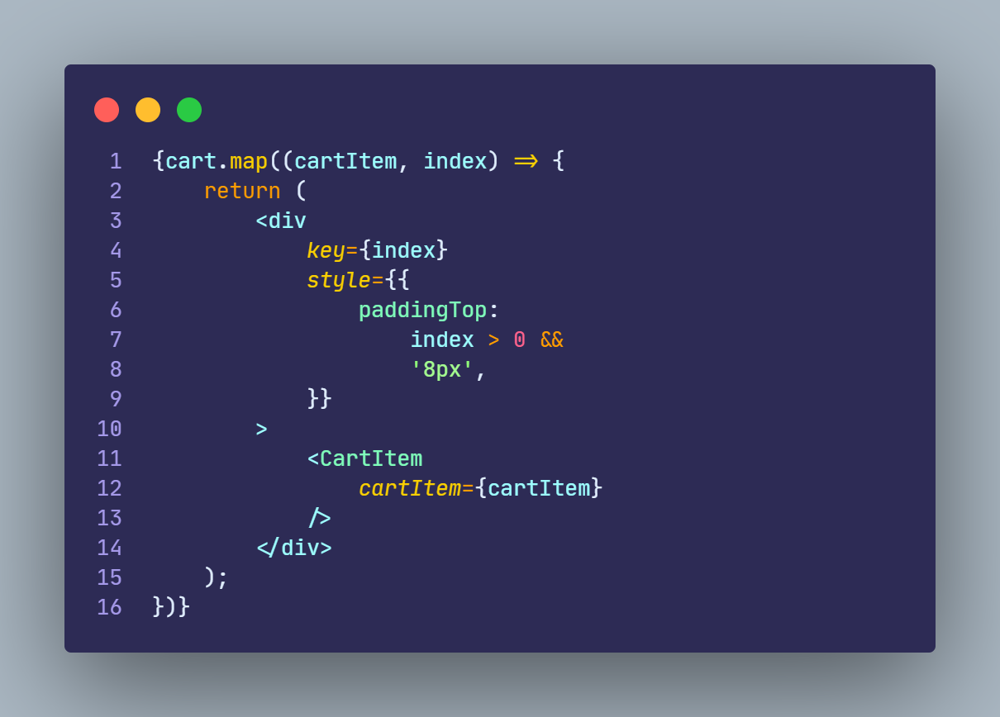 1 {cart.map((cartItem, index) => {
2     return (
3         <div
4             key={index}
5             style={{
6                 paddingTop:
7                     index > 0 &&
8                     '8px',
9             }}
10         >
11             <CartItem
12                 cartItem={cartItem}
13             />
14         </div>
15     );
16 })}